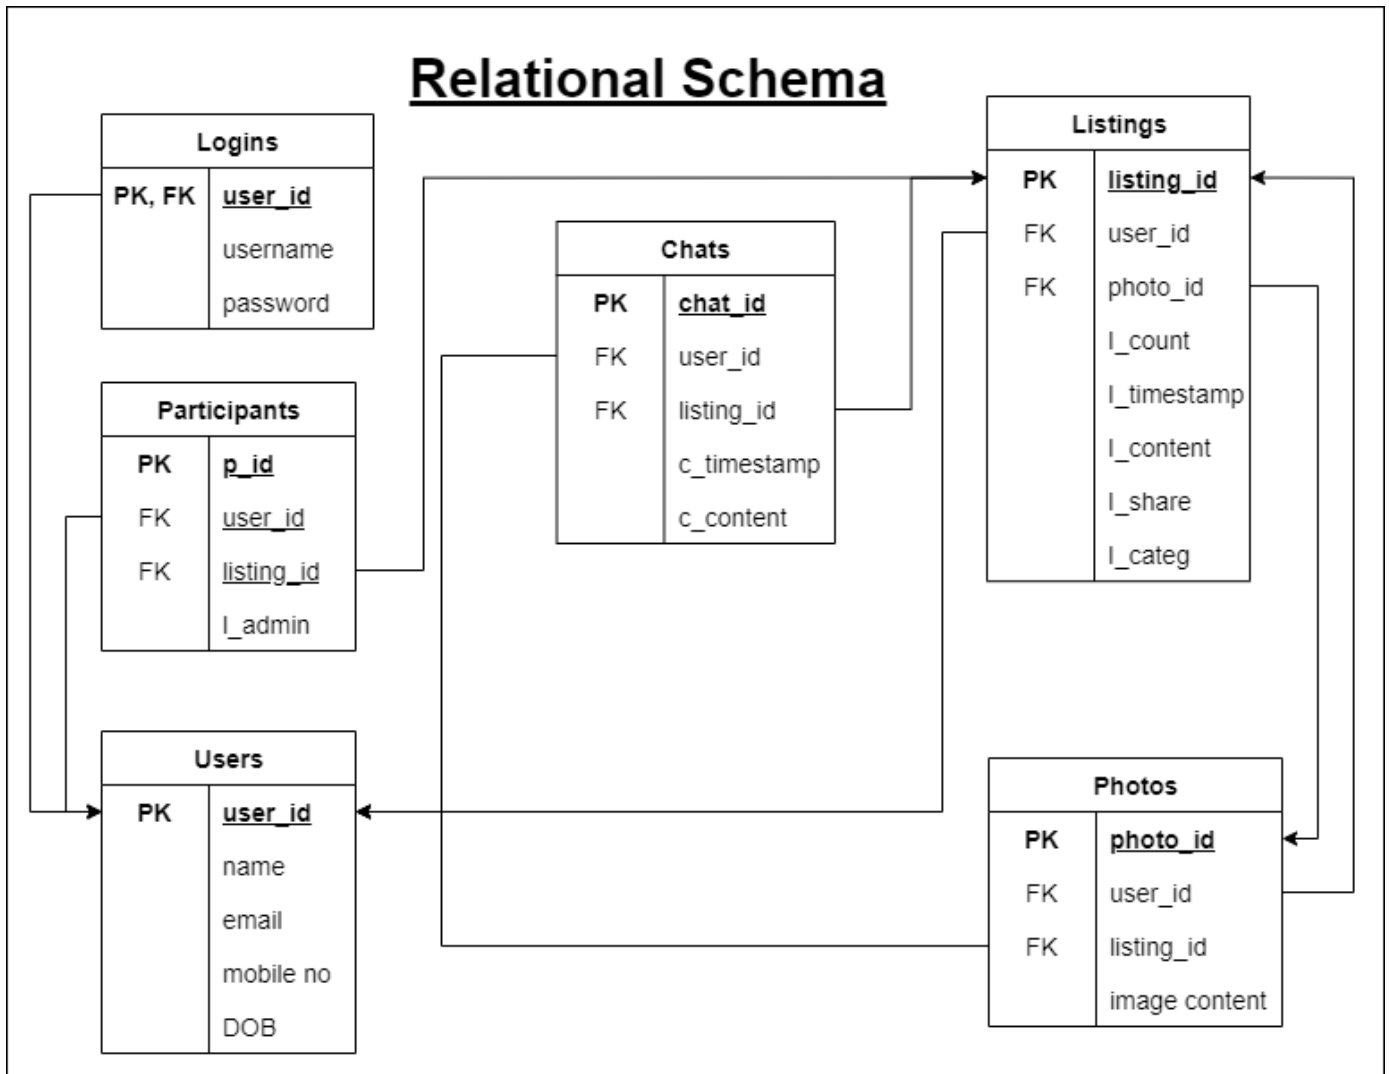 Relational Schema
Logins
PK, FK user_id
username
password
Participants
PK p_id
FK user_id
FK listing_id
l_admin
Users
PK user_id
name
email
mobile no
DOB
Chats
PK chat_id
FK user_id
FK listing_id
c_timestamp
c_content
Listings
PK listing_id
FK user_id
FK photo_id
l_count
l_timestamp
l_content
l_share
l_categ
Photos
PK photo_id
FK user_id
FK listing_id
image content